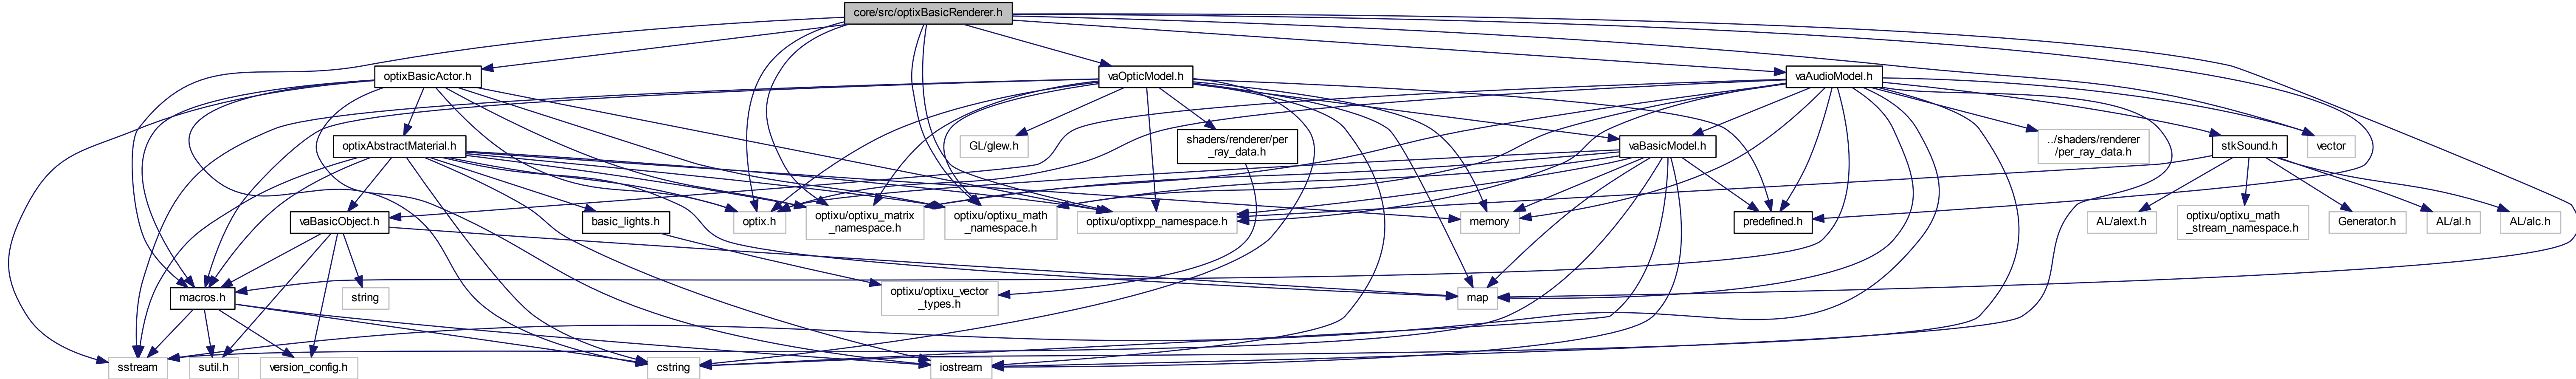 core/src/optixBasicRenderer.h
optixBasicActor.h
vaOpticModel.h
vaAudioModel.h
optixAbstractMaterial.h
GL/glew.h
shaders/renderer/per
_ray_data.h
vaBasicModel.h
../shaders/renderer
/per_ray_data.h
stkSound.h
vector
vaBasicObject.h
basic_lights.h
optix.h
optixu/optixu_matrix
_namespace.h
optixu/optixu_math
_namespace.h
optixu/optixpp_namespace.h
memory
predefined.h
AL/alext.h
optixu/optixu_math
_stream_namespace.h
Generator.h
AL/al.h
AL/alc.h
macros.h
string
optixu/optixu_vector
_types.h
map
sstream
sutil.h
version_config.h
cstring
iostream